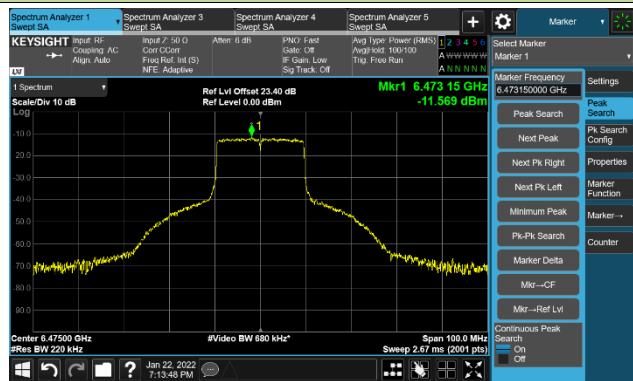 Spectrum Analyzer 1
Swept SA
Spectrum Analyzer 3
Swept SA
Spectrum Analyzer 4
Swept SA
Spectrum Analyzer 5
Swept SA
+
Marker
KEYSIGHT
Input: RF
Coupling: AC
Align: Auto
Input Z: 50 Ω
Corr CCorr
Freq Ref: Int (S)
NFE: Adaptive
Atten: 6 dB
PNO: Fast
Gate: Off
IF Gain: Low
Sig Track: Off
Avg Type: Power (RMS)
Avg|Hold: 100/100
Trig: Free Run
1 2 3 4 5 6
A W W W W W
A N N N N N
LXI
Select Marker
Marker 1
1 Spectrum
Scale/Div 10 dB
Log
Ref Lvl Offset 23.40 dB
Ref Level 0.00 dBm
Mkr1 6.473 15 GHz
-11.569 dBm
1
-10.0
-20.0
-30.0
-40.0
-50.0
-60.0
-70.0
-80.0
-90.0
Center 6.47500 GHz
#Res BW 220 kHz
#Video BW 680 kHz*
Span 100.0 MHz
Sweep 2.67 ms (2001 pts)
Marker Frequency
6.473150000 GHz
Peak Search
Next Peak
Next Pk Right
Next Pk Left
Minimum Peak
Pk-Pk Search
Marker Delta
Mkr→CF
Mkr→Ref Lvl
Continuous Peak
Search
On
Off
Settings
Peak
Search
Pk Search
Config
Properties
Marker
Function
Marker→
Counter
?
Jan 22, 2022
7:13:48 PM